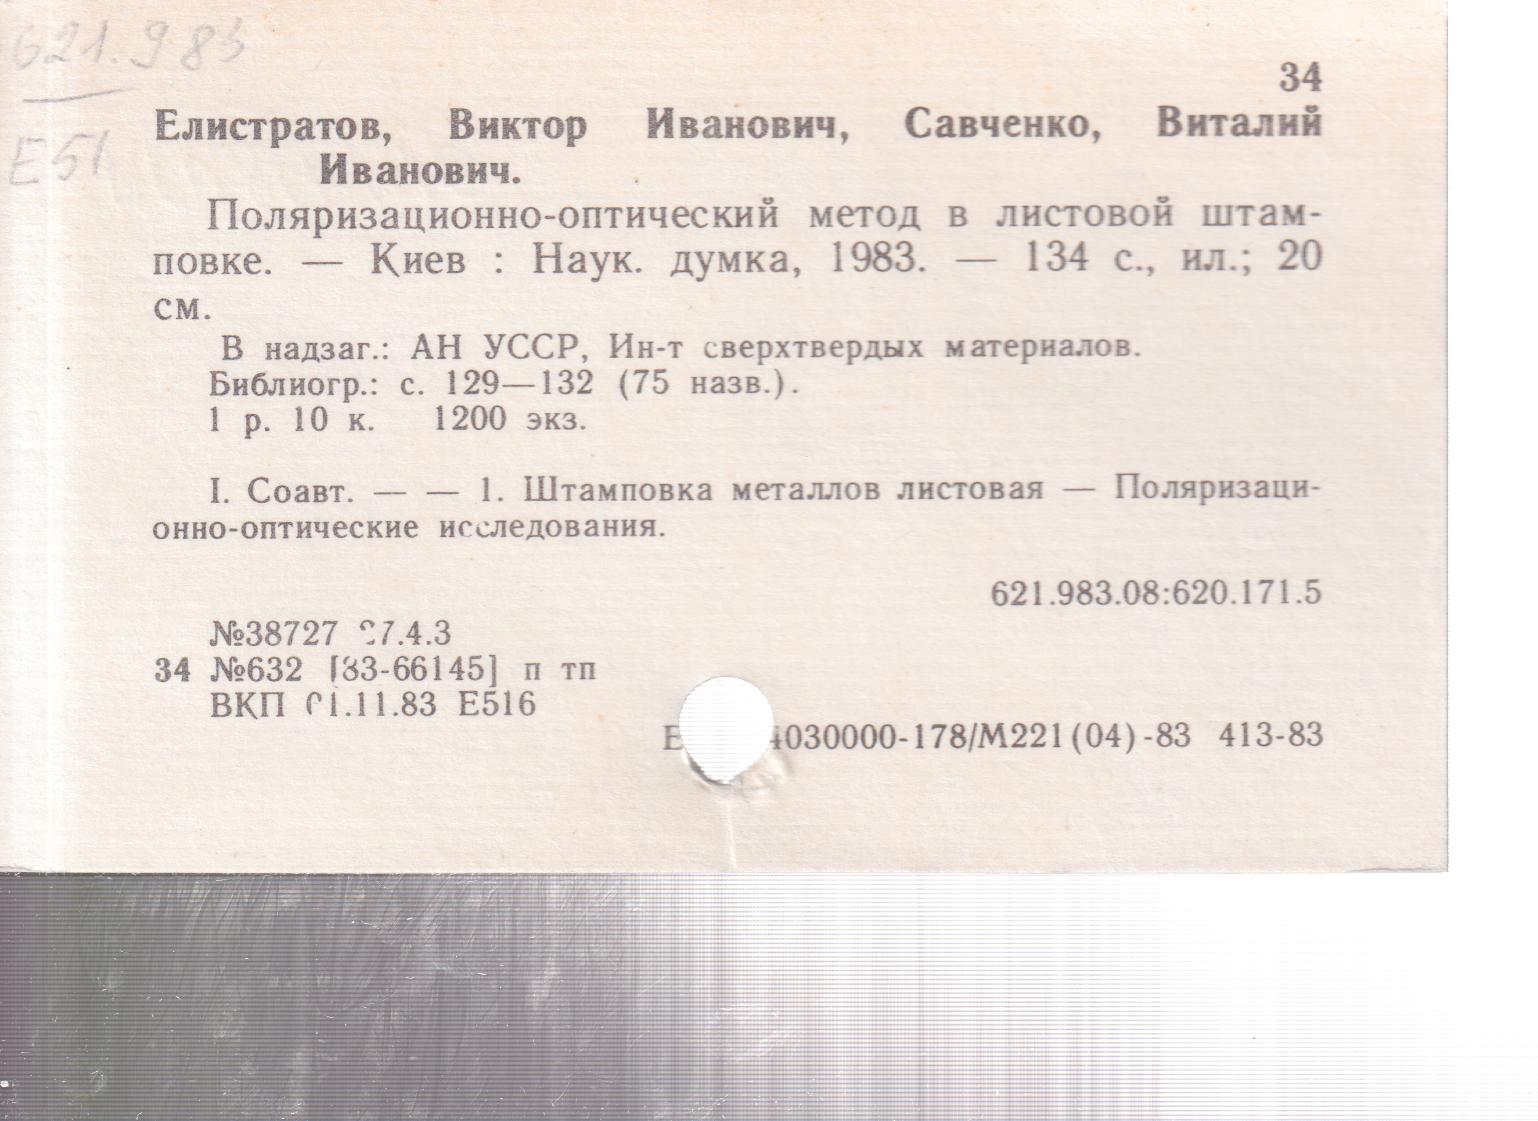 621.983
34
Е51
Елистратов, Виктор Иванович, Савченко, Виталий
Иванович.
Поляризационно-оптический метод в листовой штам-
повке. — Киев : Наук. думка, 1983. — 134 с., ил.; 20
см.
В надзаг.: АН УССР, Ин-т сверхтвердых материалов.
Библиогр.: с. 129—132 (75 назв.).
1 р. 10 к. 1200 экз.
I. Соавт. — — 1. Штамповка металлов листовая — Поляризаци-
онно-оптические исследования.
621.983.08:620.171.5
№38727
34 №632 [83-66145] п тп
ВКП 01.11.83 Е516
4030000-178/М221(04)-83 413-83